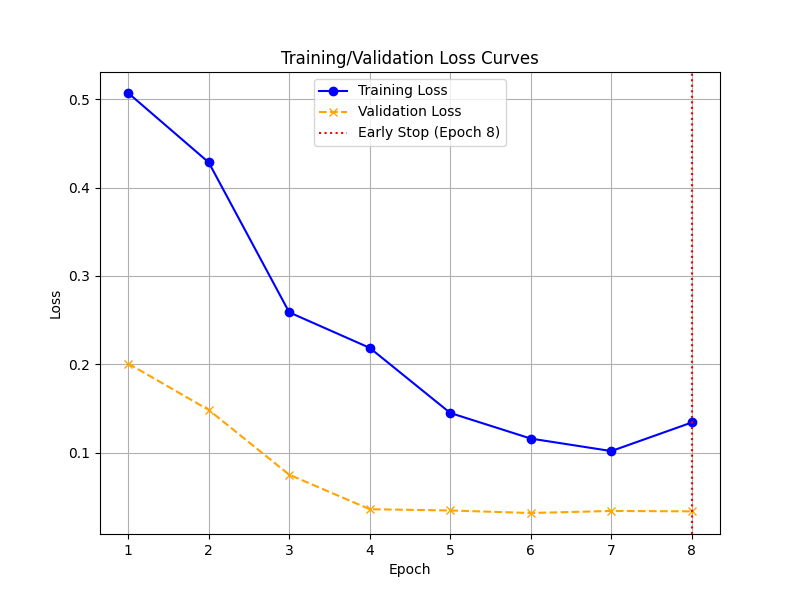 Training/Validation Loss Curves
Training Loss
Validation Loss
Early Stop (Epoch 8)
Loss
0.5
0.4
0.3
0.2
0.1
1 2 3 4 5 6 7 8
Epoch